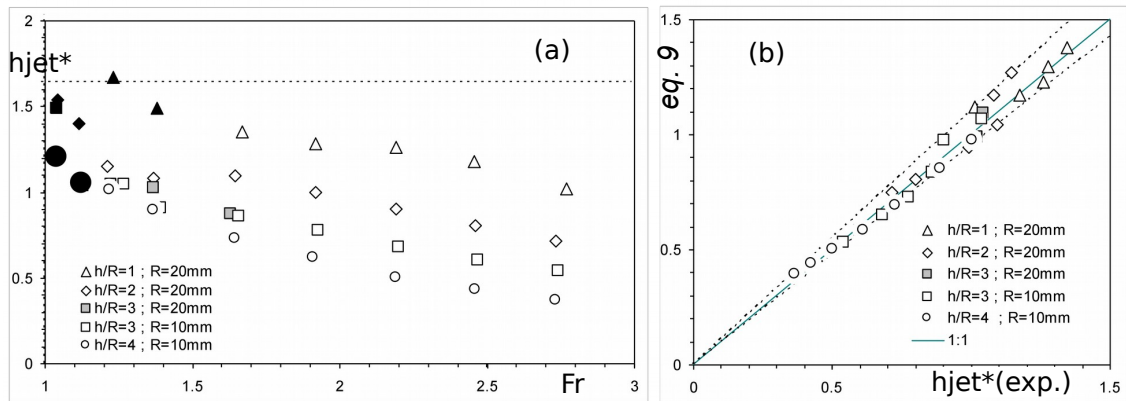 2
hjet*
(a)
1.5
1
0.5
0
h/R=1 ; R=20mm
h/R=2 ; R=20mm
h/R=3 ; R=20mm
h/R=3 ; R=10mm
h/R=4 ; R=10mm
1
1.5
2
2.5
3
Fr
1.5
eq. 9
(b)
1
0.5
0
h/R=1 ; R=20mm
h/R=2 ; R=20mm
h/R=3 ; R=20mm
h/R=3 ; R=10mm
h/R=4 ; R=10mm
1:1
0
0.5
1
1.5
hjet*(exp.)